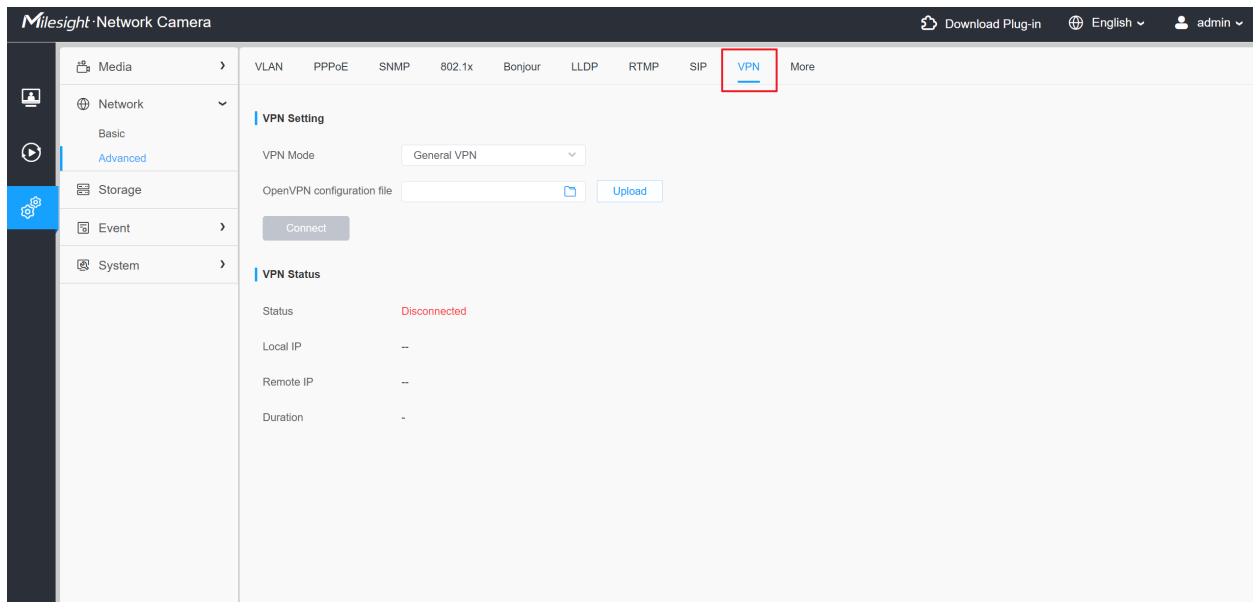 Milesight·Network Camera
Download Plug-in
English
admin
Media
Network
Basic
Advanced
Storage
Event
System
VLAN PPPoE SNMP 802.1x Bonjour LLDP RTMP SIP VPN More
VPN Setting
VPN Mode General VPN
OpenVPN configuration file Upload
Connect
VPN Status
Status Disconnected
Local IP --
Remote IP --
Duration -